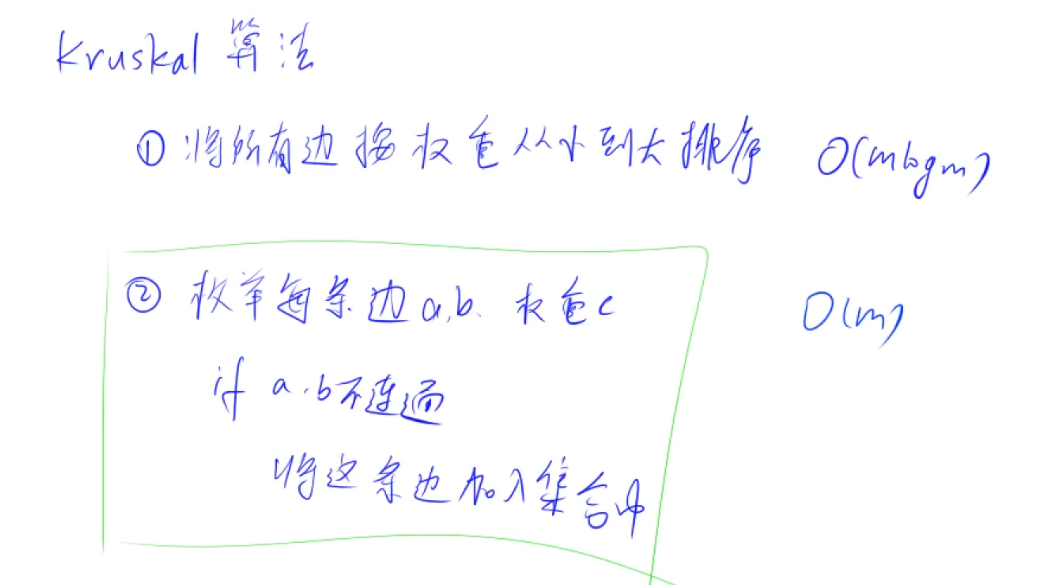 Kruskal 算法
① 将所有边按权重从小到大排序 O(mlogm)
② 枚举每条边a,b、权重c O(m)
if a,b不连通
将这条边加入集合中